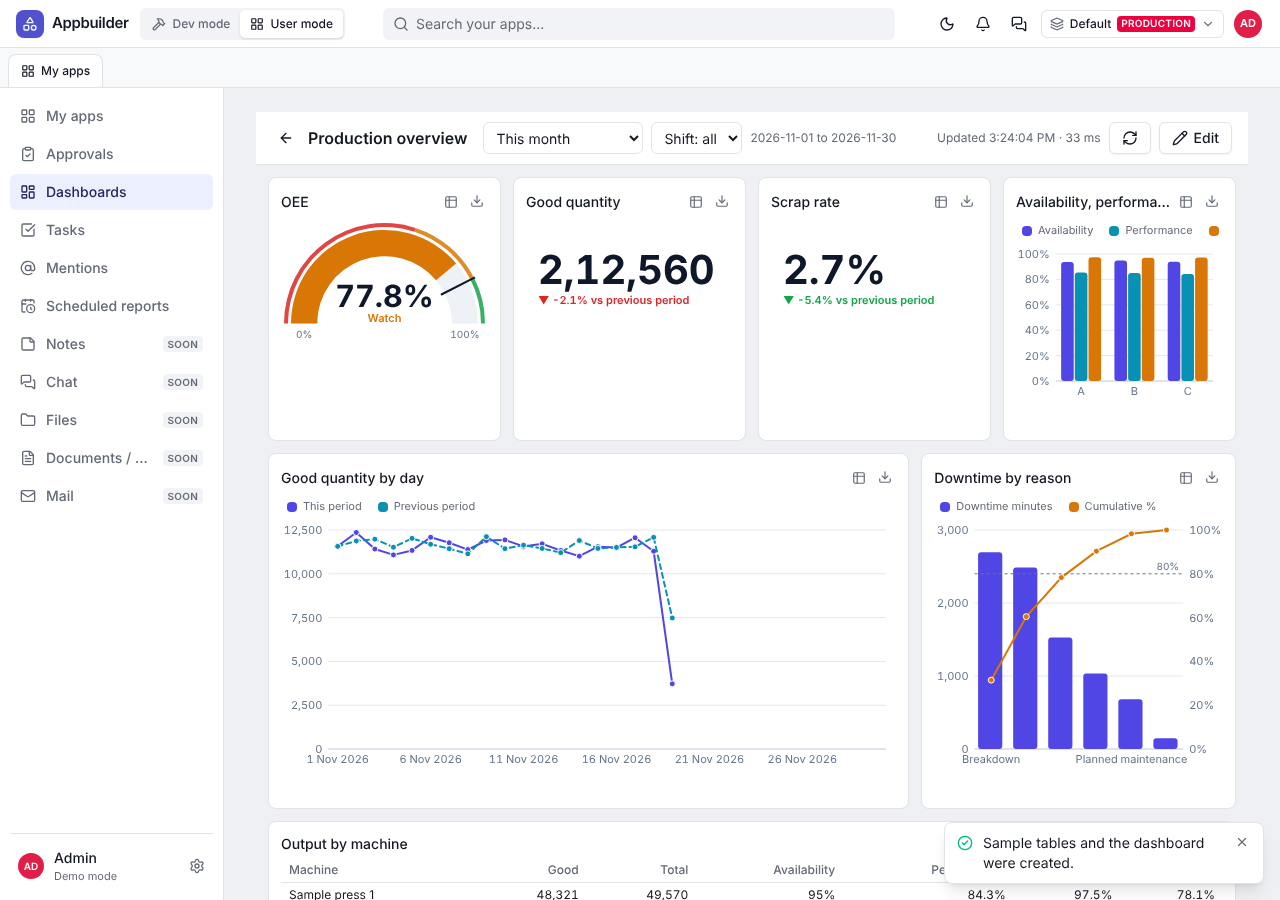 Appbuilder
Dev mode
User mode
Search your apps...
Default PRODUCTION
AD
My apps
My apps
Approvals
Dashboards
Tasks
Mentions
Scheduled reports
Notes SOON
Chat SOON
Files SOON
Documents / ... SOON
Mail SOON
AD
Admin
Demo mode
Production overview
This month
Shift: all
2026-11-01 to 2026-11-30
Updated 3:24:04 PM · 33 ms
Edit
OEE
77.8%
Watch
0% 100%
Good quantity
2,12,560
▼ -2.1% vs previous period
Scrap rate
2.7%
▼ -5.4% vs previous period
Availability, performa...
Availability Performance
100%
80%
60%
40%
20%
0%
A B C
Good quantity by day
This period Previous period
12,500
10,000
7,500
5,000
2,500
0
1 Nov 2026 6 Nov 2026 11 Nov 2026 16 Nov 2026 21 Nov 2026 26 Nov 2026
Downtime by reason
Downtime minutes Cumulative %
3,000 100%
80%
80%
2,000
60%
40%
1,000
20%
0 0%
Breakdown Planned maintenance
Output by machine
Machine Good Total Availability Pe
Sample press 1 48,321 49,570 95% 84.3% 97.5% 78.1%
Sample tables and the dashboard
were created.